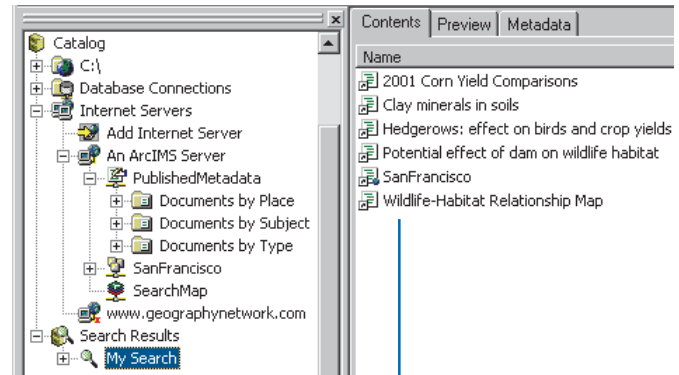 Catalog
C:\
Database Connections
Internet Servers
Add Internet Server
An ArcIMS Server
PublishedMetadata
Documents by Place
Documents by Subject
Documents by Type
SanFrancisco
SearchMap
www.geographynetwork.com
Search Results
My Search
Contents Preview Metadata
Name
2001 Corn Yield Comparisons
Clay minerals in soils
Hedgerows: effect on birds and crop yields
Potential effect of dam on wildlife habitat
SanFrancisco
Wildlife-Habitat Relationship Map